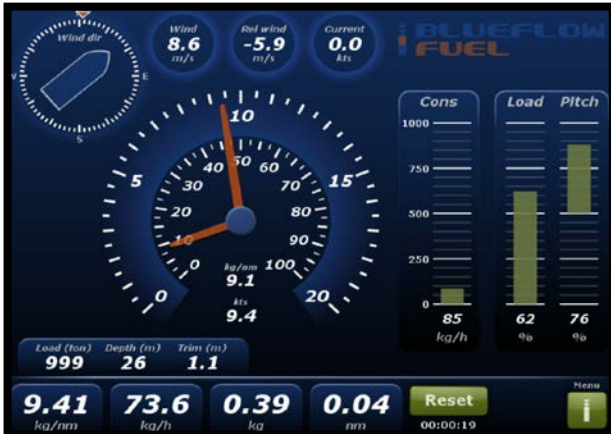 Wind dir
W
E
S
Wind
8.6
m/s
Rel wind
-5.9
m/s
Current
0.0
kts
BLUEFLOW
FUEL
0
5
10
15
20
0
10
20
30
40
50
60
70
80
90
100
kg/nm
9.1
kts
9.4
Cons
1000
750
500
250
0
85
kg/h
Load Pitch
62 76
% %
Load (ton) Depth (m) Trim (m)
999 26 1.1
9.41
kg/nm
73.6
kg/h
0.39
kg
0.04
nm
Reset
00:00:19
Menu
i